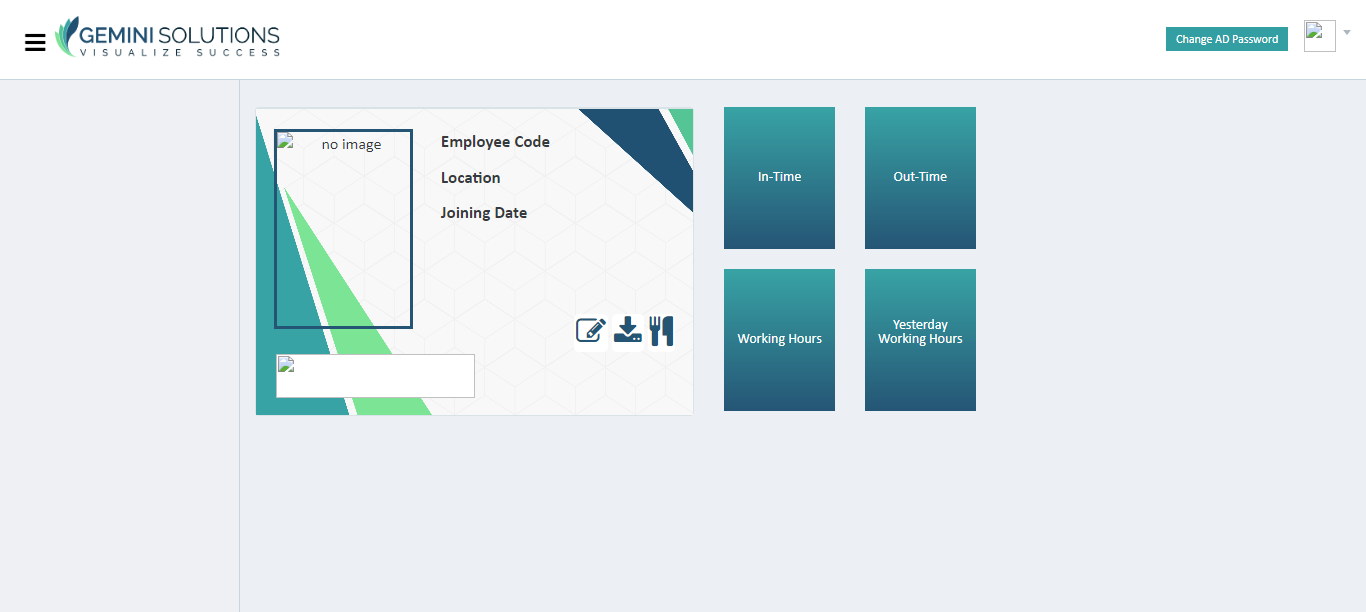 GEMINI SOLUTIONS
VISUALIZE SUCCESS
Change AD Password
no image
Employee Code
Location
Joining Date
In-Time
Out-Time
Working Hours
Yesterday
Working Hours